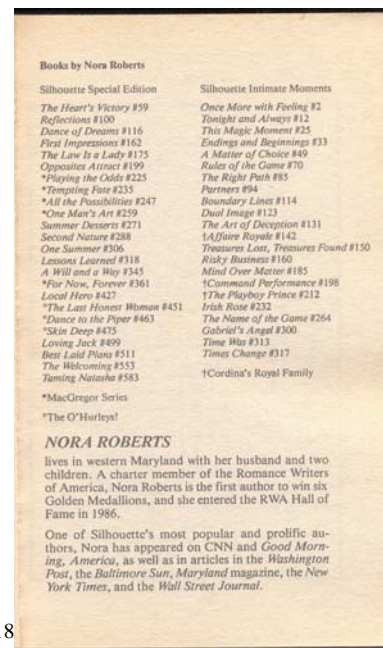 Books by Nora Roberts
Silhouette Special Edition
The Heart's Victory #59
Reflections #100
Dance of Dreams #116
First Impressions #162
The Law Is a Lady #175
Opposites Attract #199
*Playing the Odds #225
*Tempting Fate #235
*All the Possibilities #247
*One Man's Art #259
Summer Desserts #271
Second Nature #288
One Summer #306
Lessons Learned #318
A Will and a Way #345
*For Now, Forever #361
Local Hero #427
°The Last Honest Woman #451
°Dance to the Piper #463
°Skin Deep #475
Loving Jack #499
Best Laid Plans #511
The Welcoming #553
Taming Natasha #583
*MacGregor Series
°The O'Hurleys!
Silhouette Intimate Moments
Once More with Feeling #2
Tonight and Always #12
This Magic Moment #25
Endings and Beginnings #33
A Matter of Choice #49
Rules of the Game #70
The Right Path #85
Partners #94
Boundary Lines #114
Dual Image #123
The Art of Deception #131
†Affaire Royale #142
Treasures Lost, Treasures Found #150
Risky Business #160
Mind Over Matter #185
†Command Performance #198
†The Playboy Prince #212
Irish Rose #232
The Name of the Game #264
Gabriel's Angel #300
Time Was #313
Times Change #317
†Cordina's Royal Family
NORA ROBERTS
lives in western Maryland with her husband and two
children. A charter member of the Romance Writers
of America, Nora Roberts is the first author to win six
Golden Medallions, and she entered the RWA Hall of
Fame in 1986.
One of Silhouette's most popular and prolific au-
thors, Nora has appeared on CNN and Good Morn-
ing, America, as well as in articles in the Washington
Post, the Baltimore Sun, Maryland magazine, the New
York Times, and the Wall Street Journal.
18